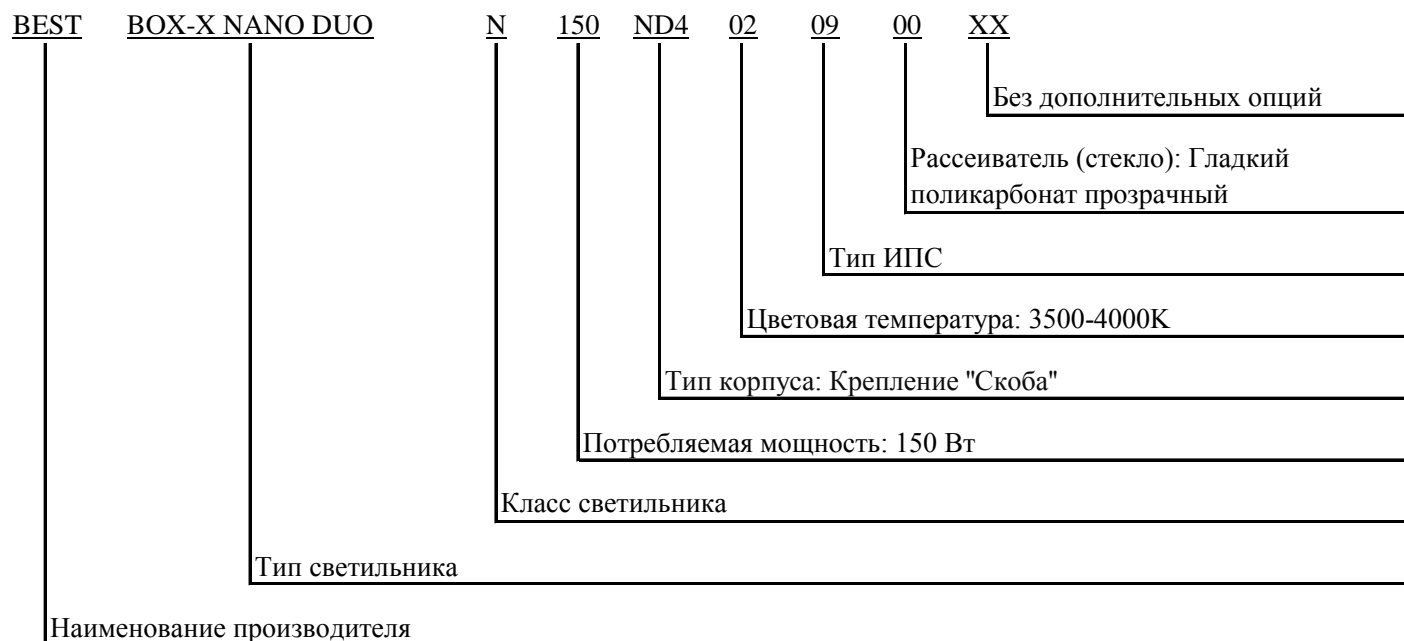 BEST BOX-X NANO DUO N 150 ND4 02 09 00 XX
Без дополнительных опций
Рассеиватель (стекло): Гладкий
поликарбонат прозрачный
Тип ИПС
Цветовая температура: 3500-4000K
Тип корпуса: Крепление "Скоба"
Потребляемая мощность: 150 Вт
Класс светильника
Тип светильника
Наименование производителя